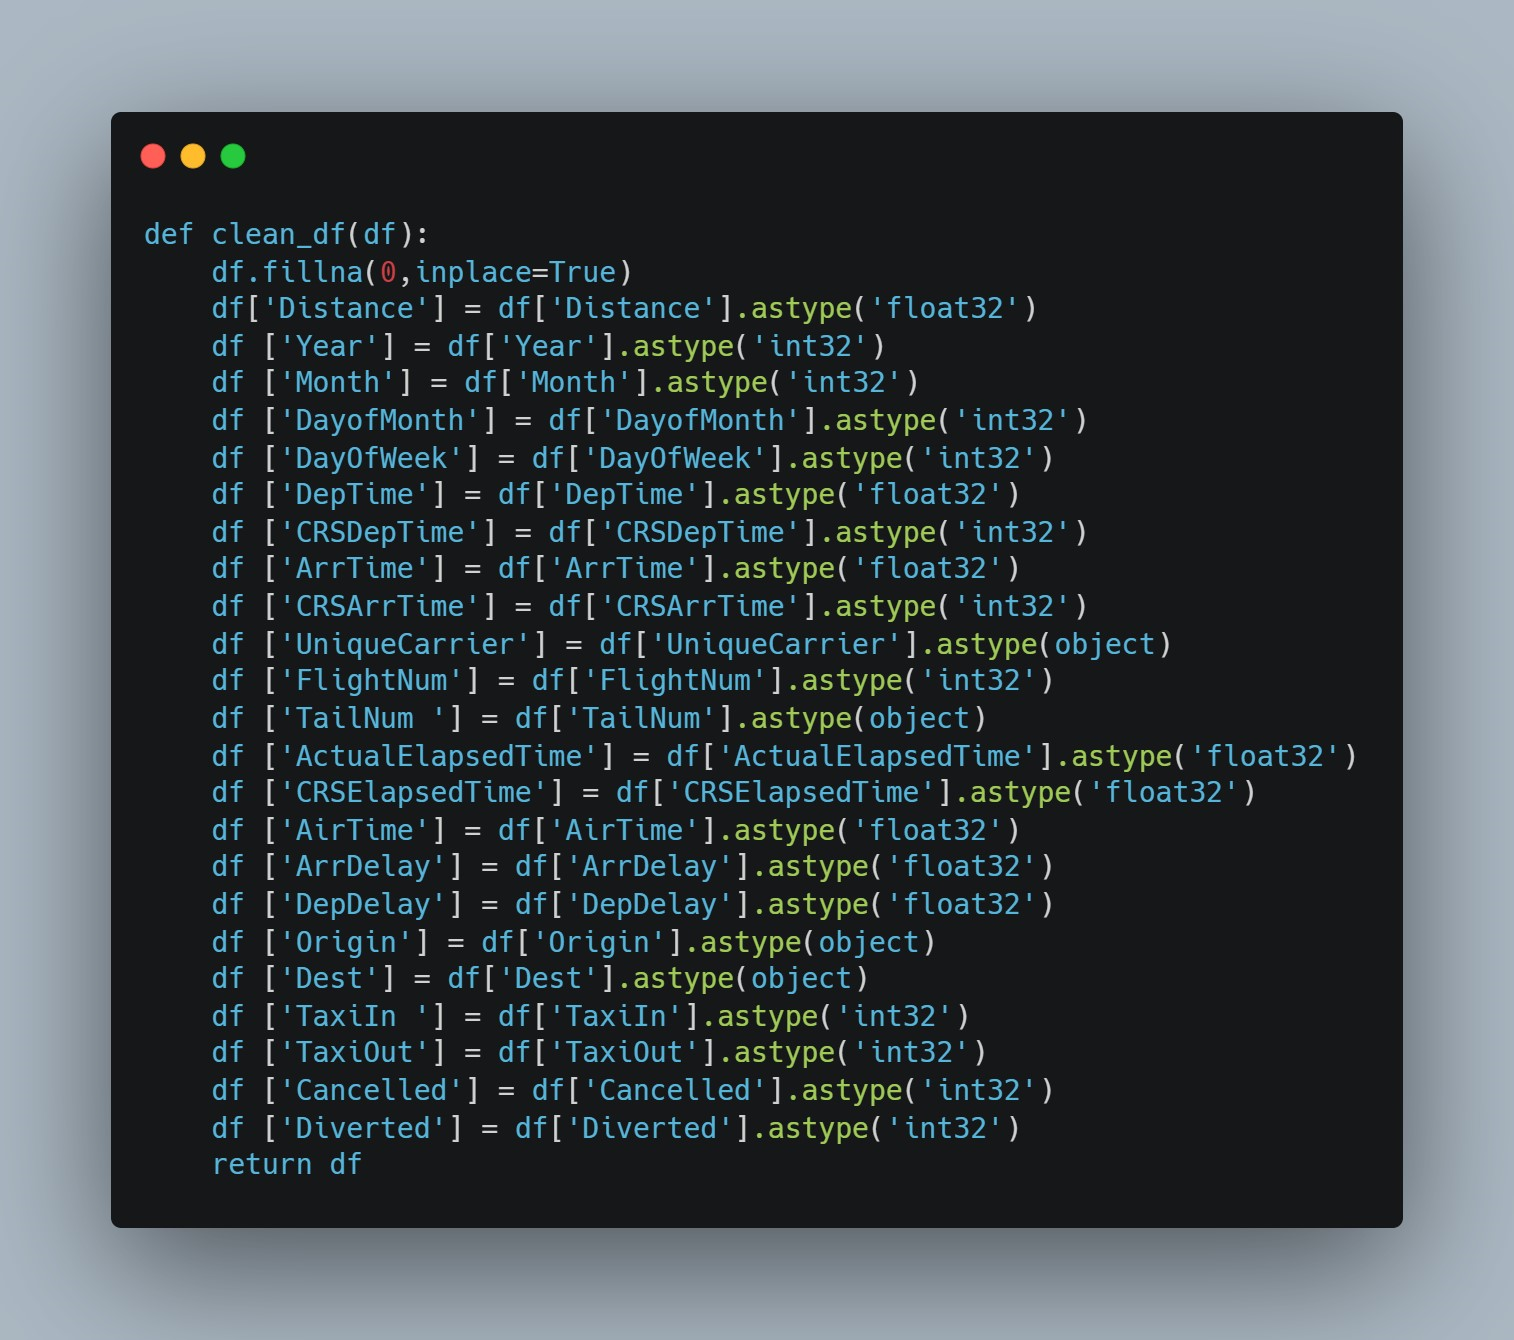 def clean_df(df):
    df.fillna(0,inplace=True)
    df['Distance'] = df['Distance'].astype('float32')
    df ['Year'] = df['Year'].astype('int32')
    df ['Month'] = df['Month'].astype('int32')
    df ['DayofMonth'] = df['DayofMonth'].astype('int32')
    df ['DayOfWeek'] = df['DayOfWeek'].astype('int32')
    df ['DepTime'] = df['DepTime'].astype('float32')
    df ['CRSDepTime'] = df['CRSDepTime'].astype('int32')
    df ['ArrTime'] = df['ArrTime'].astype('float32')
    df ['CRSArrTime'] = df['CRSArrTime'].astype('int32')
    df ['UniqueCarrier'] = df['UniqueCarrier'].astype(object)
    df ['FlightNum'] = df['FlightNum'].astype('int32')
    df ['TailNum '] = df['TailNum'].astype(object)
    df ['ActualElapsedTime'] = df['ActualElapsedTime'].astype('float32')
    df ['CRSElapsedTime'] = df['CRSElapsedTime'].astype('float32')
    df ['AirTime'] = df['AirTime'].astype('float32')
    df ['ArrDelay'] = df['ArrDelay'].astype('float32')
    df ['DepDelay'] = df['DepDelay'].astype('float32')
    df ['Origin'] = df['Origin'].astype(object)
    df ['Dest'] = df['Dest'].astype(object)
    df ['TaxiIn '] = df['TaxiIn'].astype('int32')
    df ['TaxiOut'] = df['TaxiOut'].astype('int32')
    df ['Cancelled'] = df['Cancelled'].astype('int32')
    df ['Diverted'] = df['Diverted'].astype('int32')
    return df